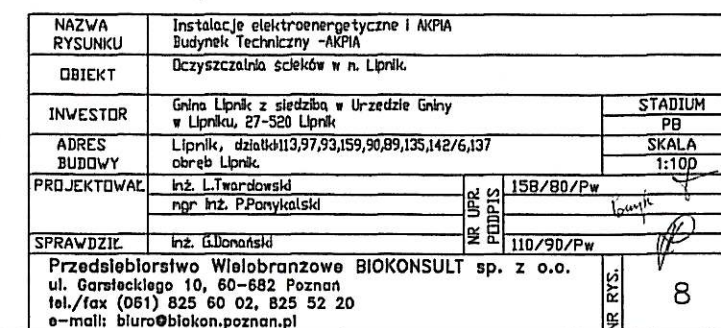 NAZWA RYSUNKU Instalacje elektroenergetyczne i AKPIA
Budynek Techniczny -AKPIA
OBIEKT Oczyszczalnia ścieków w m. Lipnik.
INWESTOR Gmina Lipnik z siedzibą w Urzędzie Gminy
w Lipniku, 27-520 Lipnik
STADIUM
PB
ADRES BUDOWY Lipnik, działki:113,97,93,159,90,89,135,142/6,137
obręb Lipnik.
SKALA
1:100
PROJEKTOWAŁ inż. L.Twardowski
mgr inż. P.Pomykalski
NR UPR.
PODPIS
158/80/Pw
SPRAWDZIŁ inż. G.Donański
110/90/Pw
Przedsiębiorstwo Wielobranżowe BIOKONSULT sp. z o.o.
ul. Garsteckiego 10, 60-682 Poznań
tel./fax (061) 825 60 02, 825 52 20
e-mail: biuro@biokon.poznan.pl
NR RYS.
8